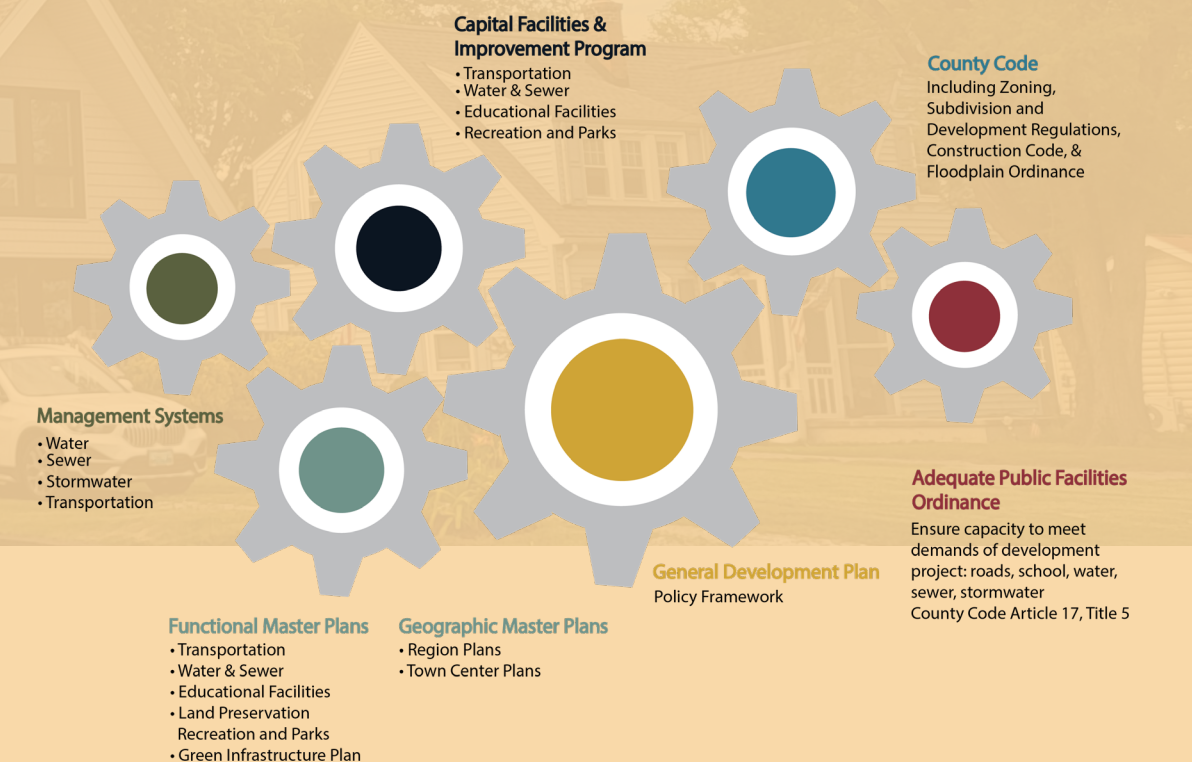 Capital Facilities &
Improvement Program
• Transportation
• Water & Sewer
• Educational Facilities
• Recreation and Parks
County Code
Including Zoning,
Subdivision and
Development Regulations,
Construction Code, &
Floodplain Ordinance
Management Systems
• Water
• Sewer
• Stormwater
• Transportation
Adequate Public Facilities
Ordinance
Ensure capacity to meet
demands of development
project: roads, school, water,
sewer, stormwater
County Code Article 17, Title 5
General Development Plan
Policy Framework
Functional Master Plans
• Transportation
• Water & Sewer
• Educational Facilities
• Land Preservation
Recreation and Parks
• Green Infrastructure Plan
Geographic Master Plans
• Region Plans
• Town Center Plans